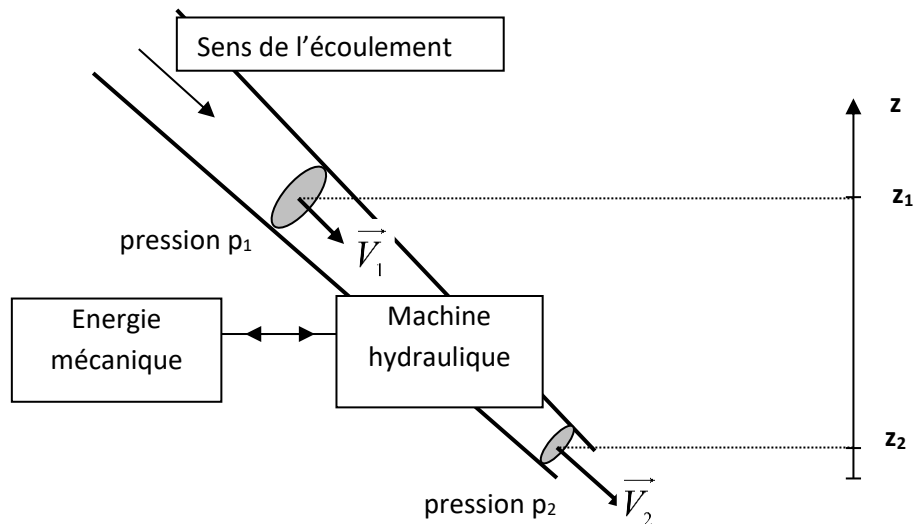 Sens de l’écoulement
z
z₁
pression p₁
V₁
Energie
mécanique
Machine
hydraulique
z₂
pression p₂
V₂